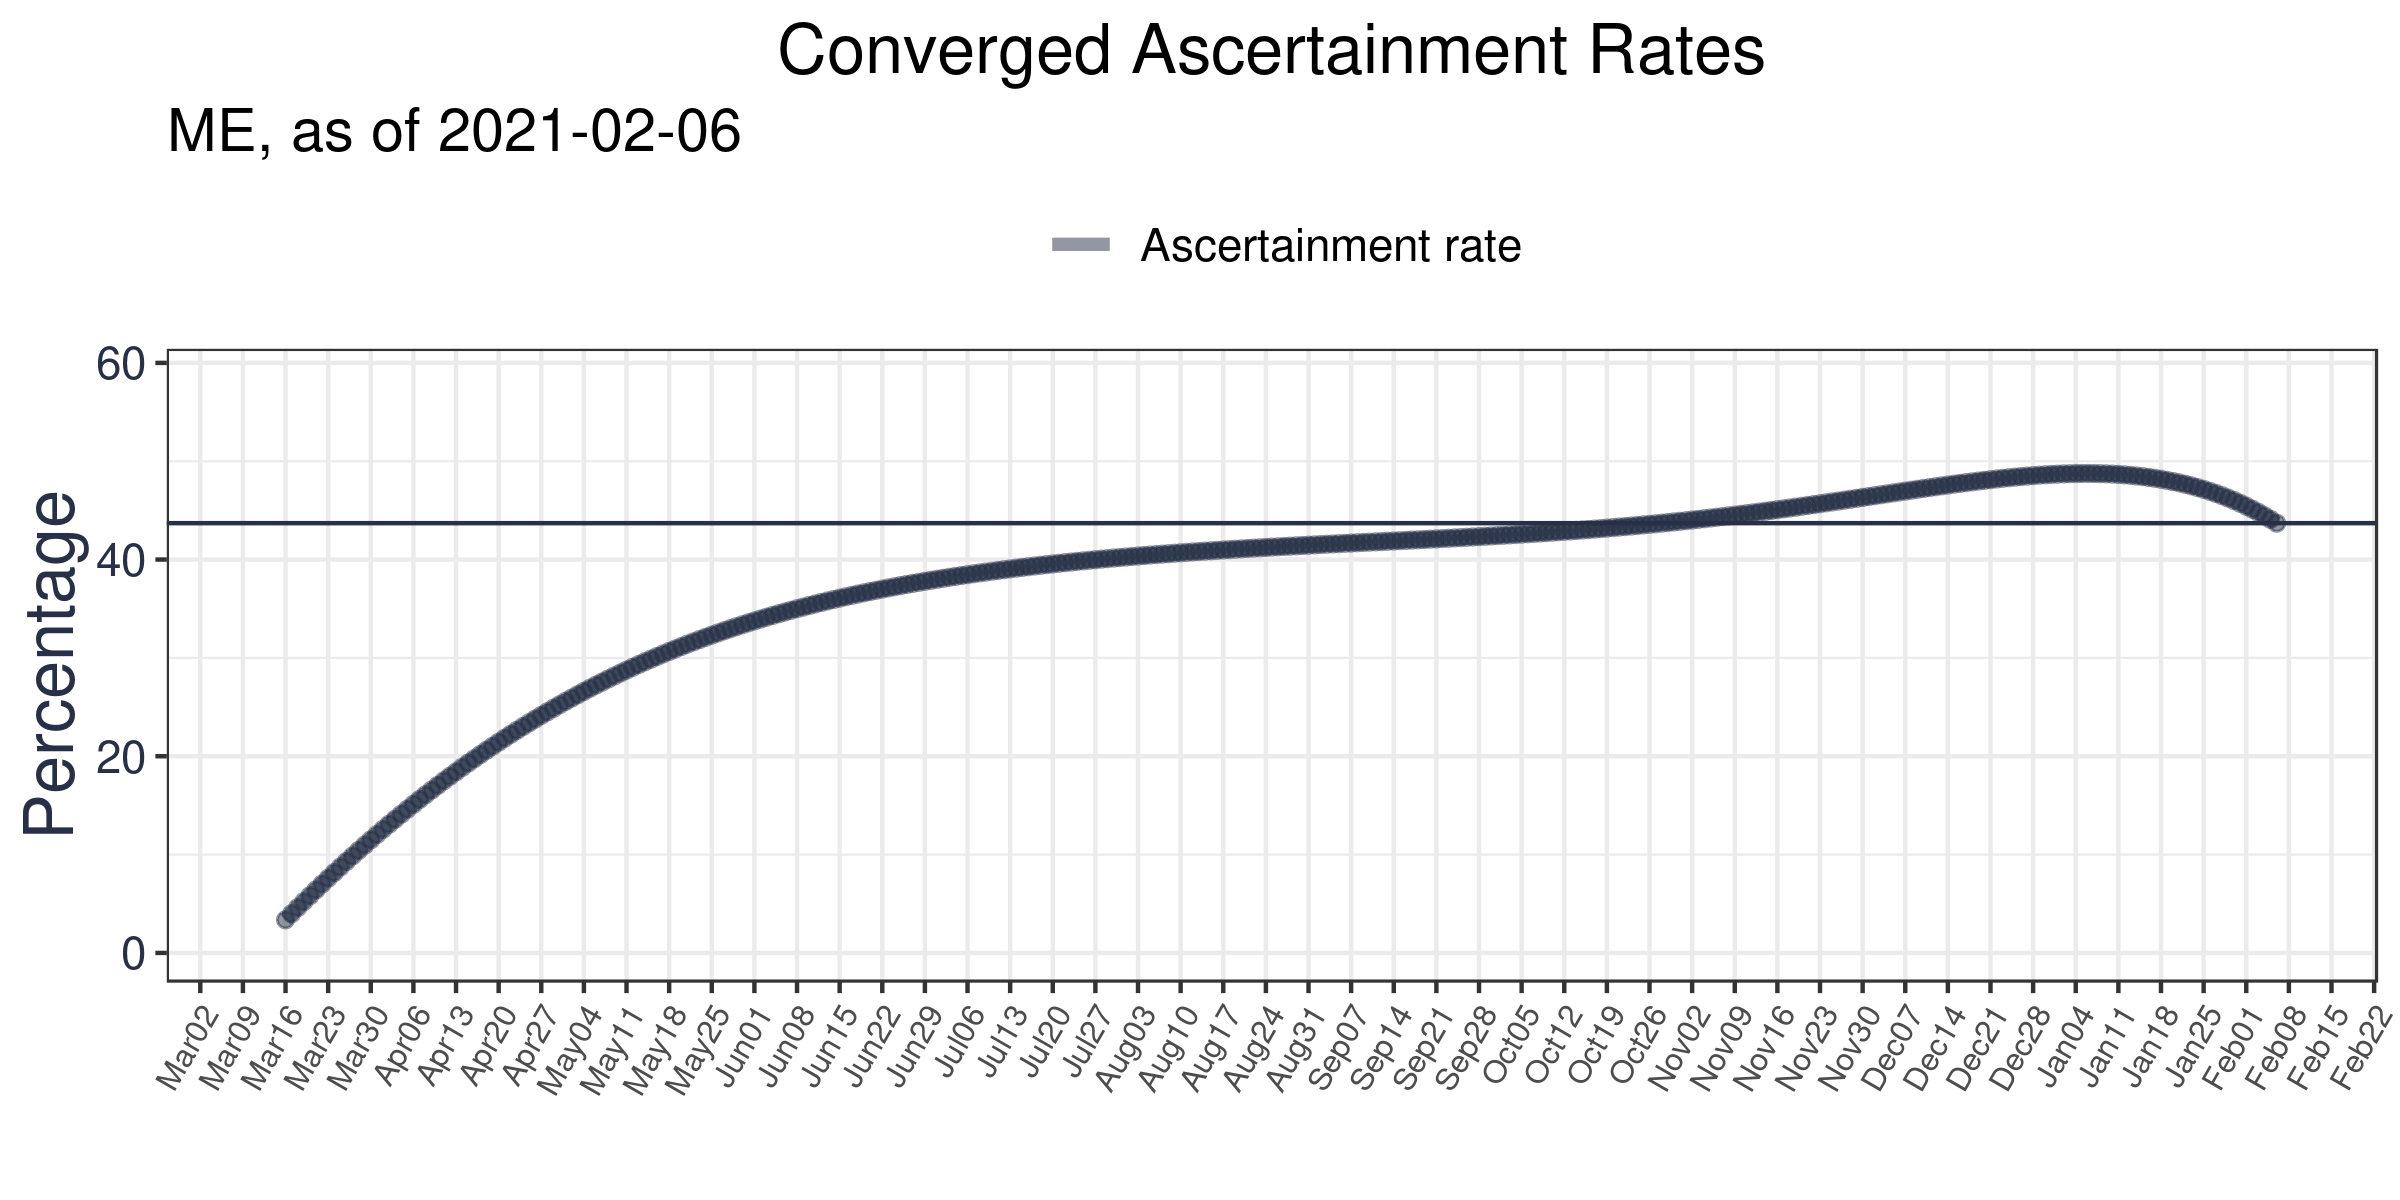 Converged Ascertainment Rates
ME, as of 2021-02-06
Ascertainment rate
Percentage
60
40
20
0
Mar02 Mar09 Mar16 Mar23 Mar30 Apr06 Apr13 Apr20 Apr27 May04 May11 May18 May25 Jun01 Jun08 Jun15 Jun22 Jun29 Jul06 Jul13 Jul20 Jul27 Aug03 Aug10 Aug17 Aug24 Aug31 Sep07 Sep14 Sep21 Sep28 Oct05 Oct12 Oct19 Oct26 Nov02 Nov09 Nov16 Nov23 Nov30 Dec07 Dec14 Dec21 Dec28 Jan04 Jan11 Jan18 Jan25 Feb01 Feb08 Feb15 Feb22